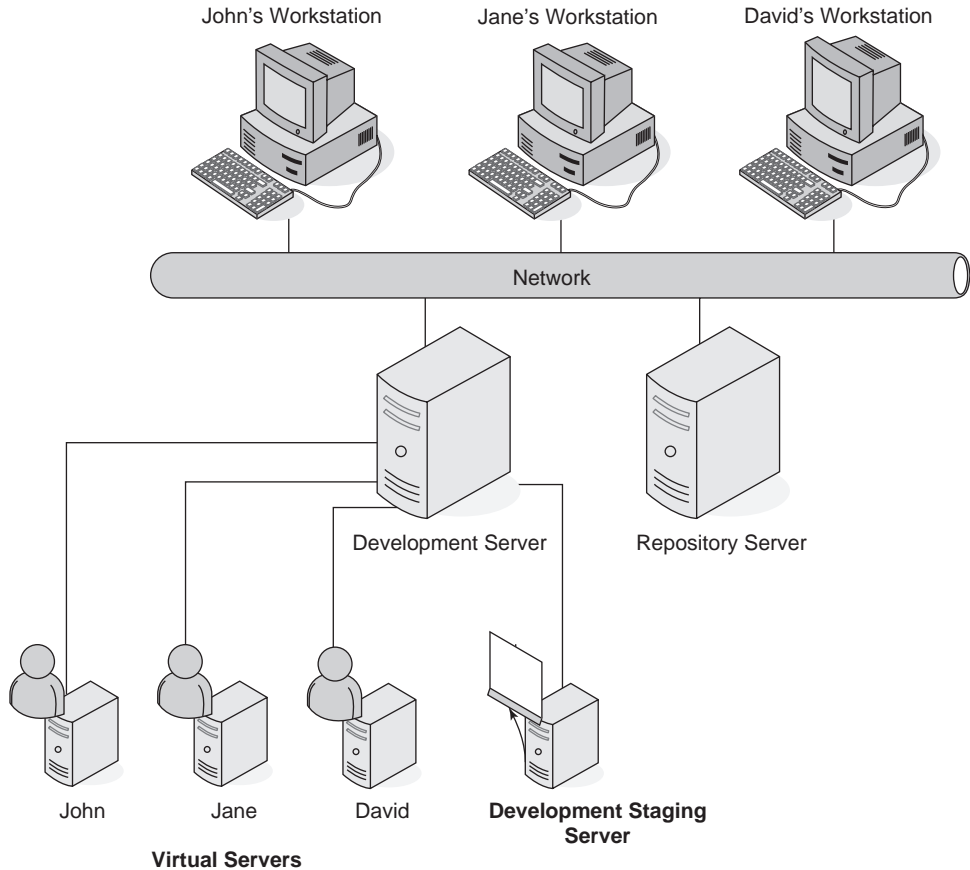 John's Workstation
Jane's Workstation
David's Workstation
Network
Development Server
Repository Server
John
Jane
David
Development Staging
Server
Virtual Servers